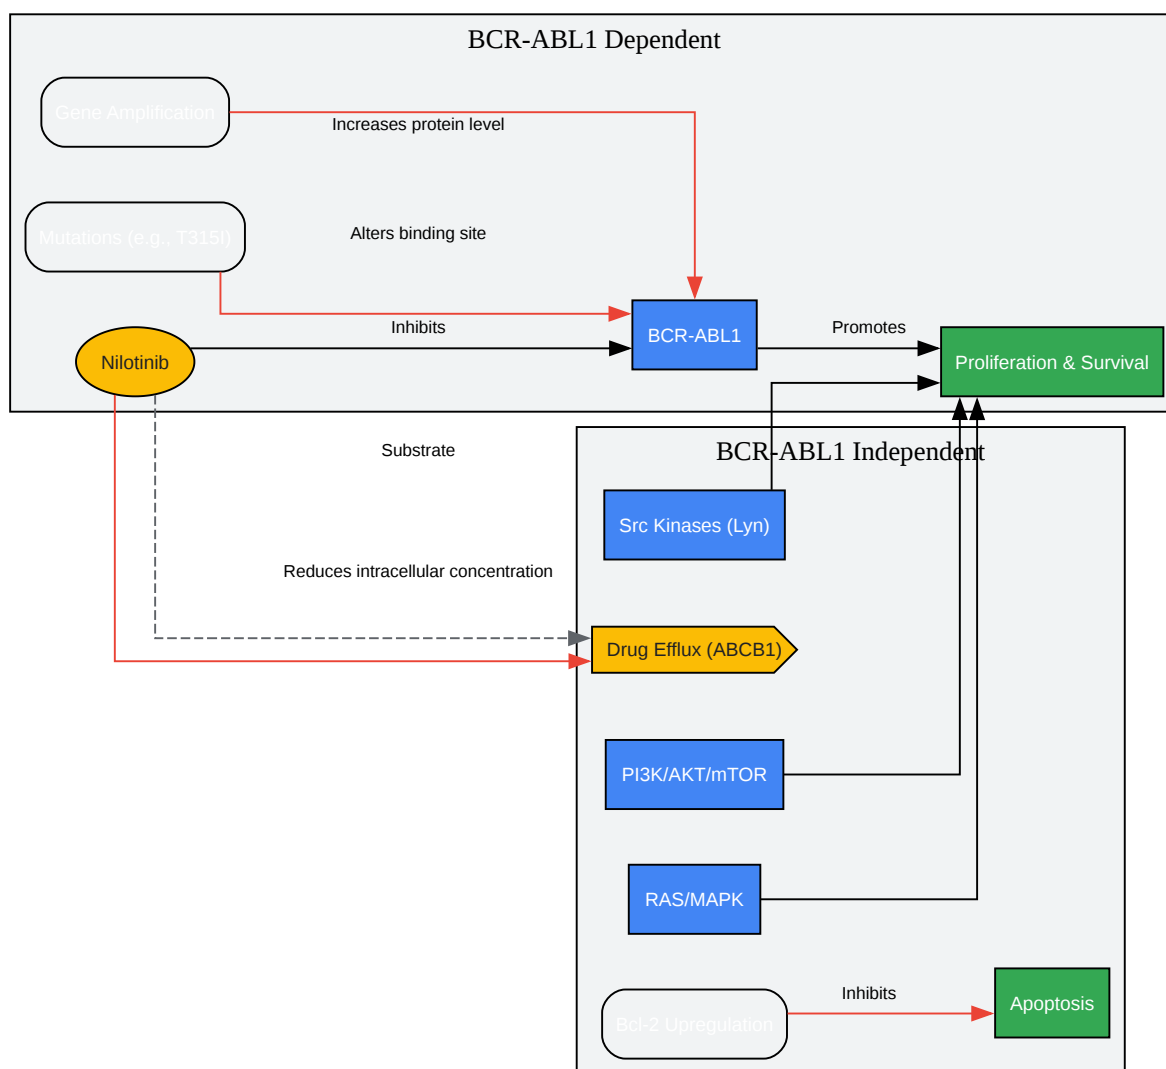 BCR-ABL1 Dependent
Gene Amplification
Increases protein level
Mutations (e.g., T315I)
Alters binding site
Inhibits
BCR-ABL1
Promotes
Nilotinib
Proliferation & Survival
Substrate
BCR-ABL1 Independent
Src Kinases (Lyn)
Reduces intracellular concentration
Drug Efflux (ABCB1)
PI3K/AKT/mTOR
RAS/MAPK
Bcl-2 Upregulation
Inhibits
Apoptosis